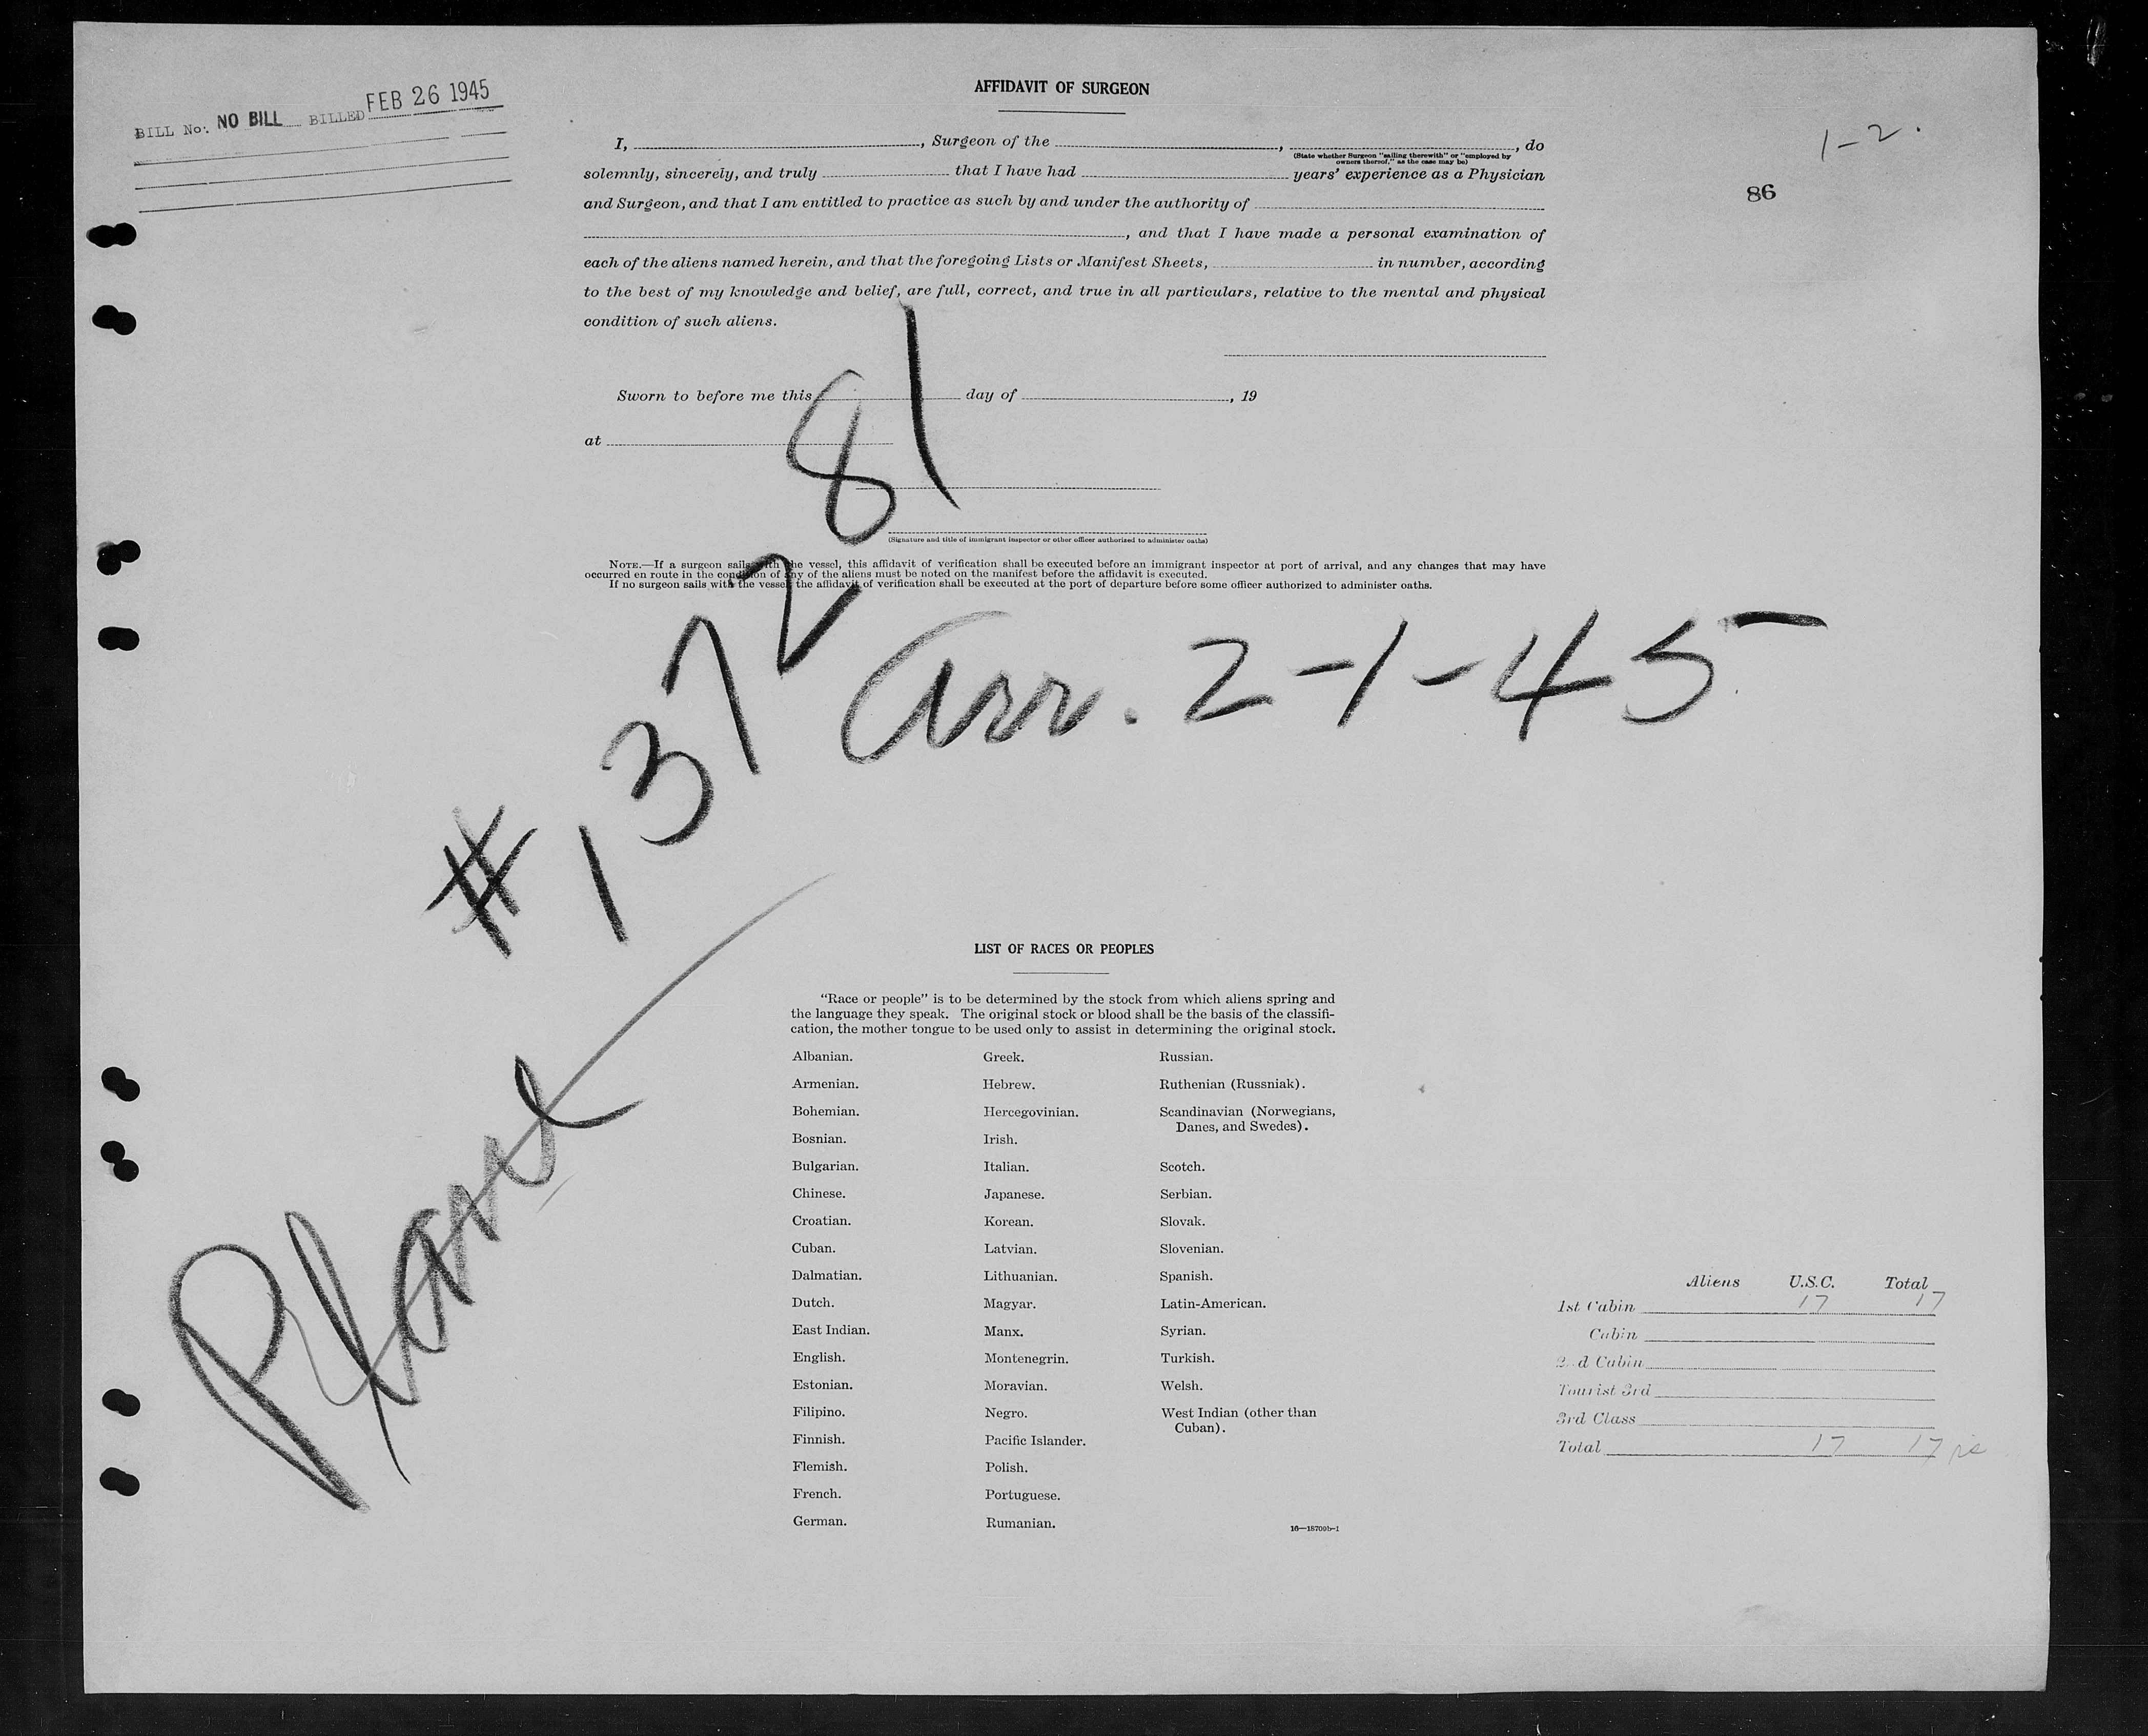 BILL No. NO BILL BILLED FEB 26 1945
AFFIDAVIT OF SURGEON
1-2.
86
I, , Surgeon of the , , do
(State whether Surgeon "sailing therewith" or "employed by
owners thereof," as the case may be)
solemnly, sincerely, and truly that I have had years' experience as a Physician
and Surgeon, and that I am entitled to practice as such by and under the authority of
, and that I have made a personal examination of
each of the aliens named herein, and that the foregoing Lists or Manifest Sheets, in number, according
to the best of my knowledge and belief, are full, correct, and true in all particulars, relative to the mental and physical
condition of such aliens.
Sworn to before me this day of , 19
at
(Signature and title of immigrant inspector or other officer authorized to administer oaths)
NOTE.—If a surgeon sails with the vessel, this affidavit of verification shall be executed before an immigrant inspector at port of arrival, and any changes that may have
occurred en route in the condition of any of the aliens must be noted on the manifest before the affidavit is executed.
If no surgeon sails with the vessel, the affidavit of verification shall be executed at the port of departure before some officer authorized to administer oaths.
#137281
Arr. 2-1-45
Plane
LIST OF RACES OR PEOPLES
"Race or people" is to be determined by the stock from which aliens spring and
the language they speak. The original stock or blood shall be the basis of the classifi-
cation, the mother tongue to be used only to assist in determining the original stock.
Albanian.
Armenian.
Bohemian.
Bosnian.
Bulgarian.
Chinese.
Croatian.
Cuban.
Dalmatian.
Dutch.
East Indian.
English.
Estonian.
Filipino.
Finnish.
Flemish.
French.
German.
Greek.
Hebrew.
Hercegovinian.
Irish.
Italian.
Japanese.
Korean.
Latvian.
Lithuanian.
Magyar.
Manx.
Montenegrin.
Moravian.
Negro.
Pacific Islander.
Polish.
Portuguese.
Rumanian.
Russian.
Ruthenian (Russniak).
Scandinavian (Norwegians,
Danes, and Swedes).
Scotch.
Serbian.
Slovak.
Slovenian.
Spanish.
Latin-American.
Syrian.
Turkish.
Welsh.
West Indian (other than
Cuban).
16—18709b-1
Aliens U.S.C. Total
1st Cabin 17 17
Cabin
2nd Cabin
Tourist 3rd
3rd Class
Total 17 17